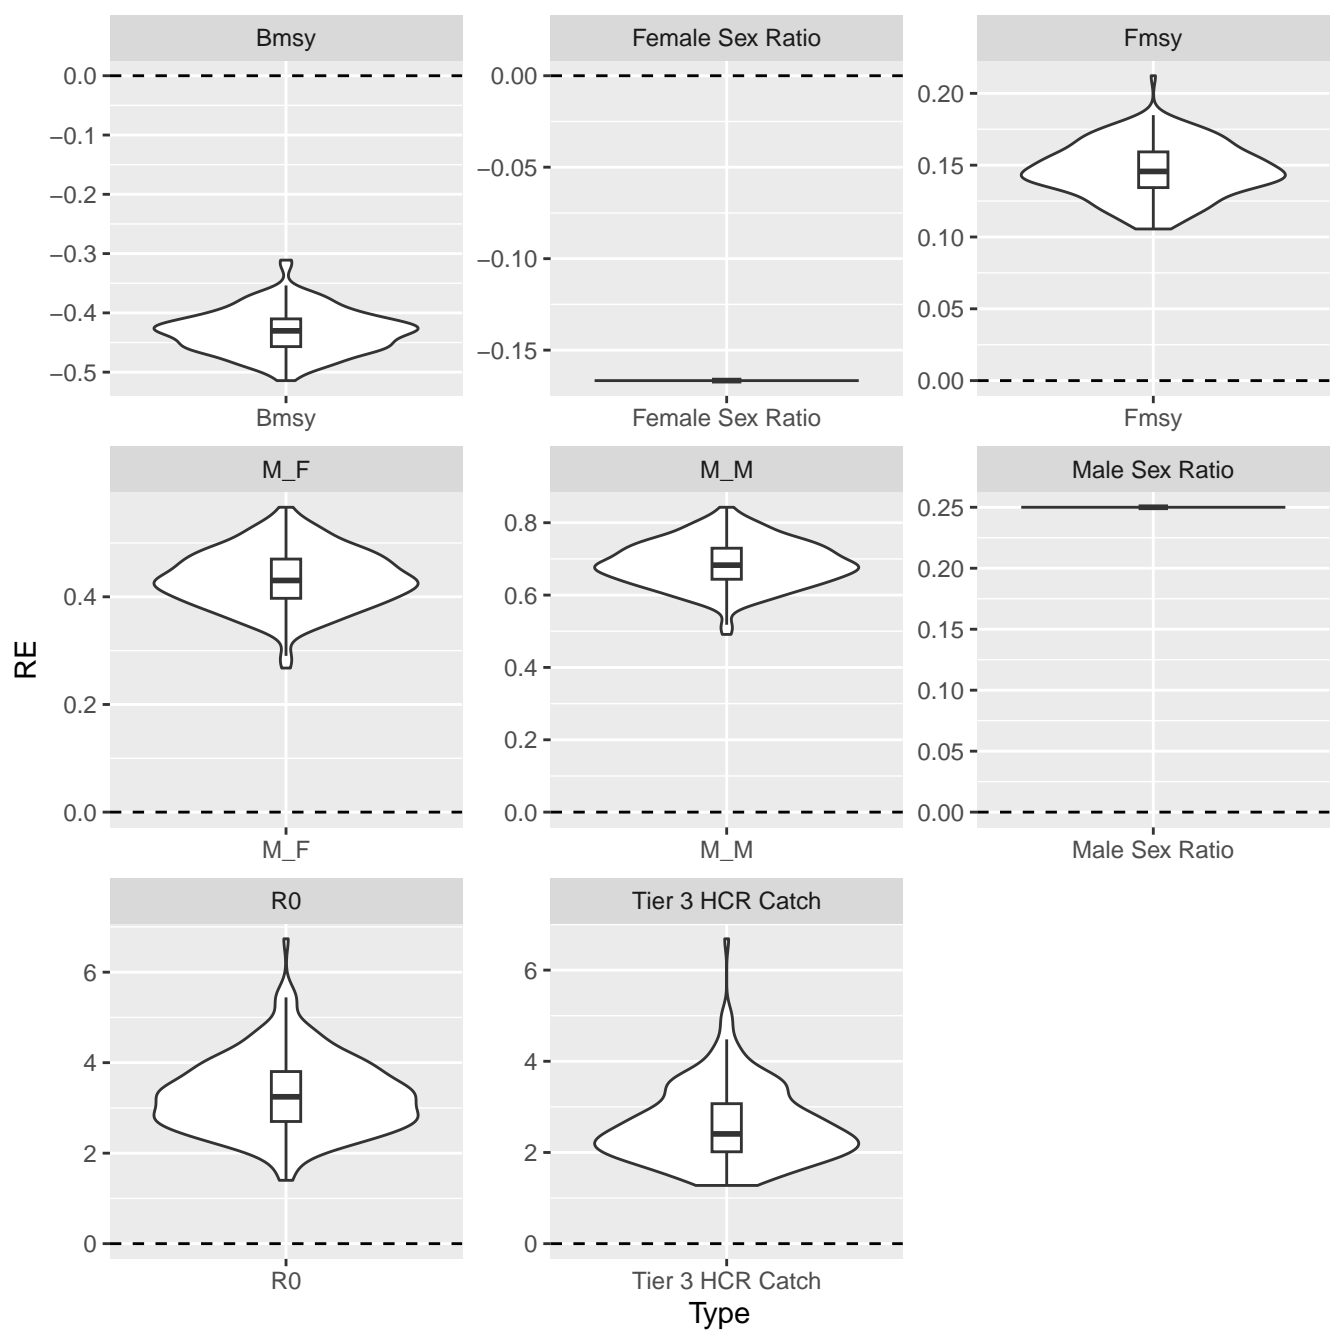 Bmsy
Female Sex Ratio
Fmsy
0.0
−0.1
−0.2
−0.3
−0.4
−0.5
0.00
−0.05
−0.10
−0.15
0.20
0.15
0.10
0.05
0.00
Bmsy
Female Sex Ratio
Fmsy
M_F
M_M
Male Sex Ratio
0.4
0.2
0.0
0.8
0.6
0.4
0.2
0.0
0.25
0.20
0.15
0.10
0.05
0.00
M_F
M_M
Male Sex Ratio
RE
R0
Tier 3 HCR Catch
6
4
2
0
6
4
2
0
R0
Tier 3 HCR Catch
Type